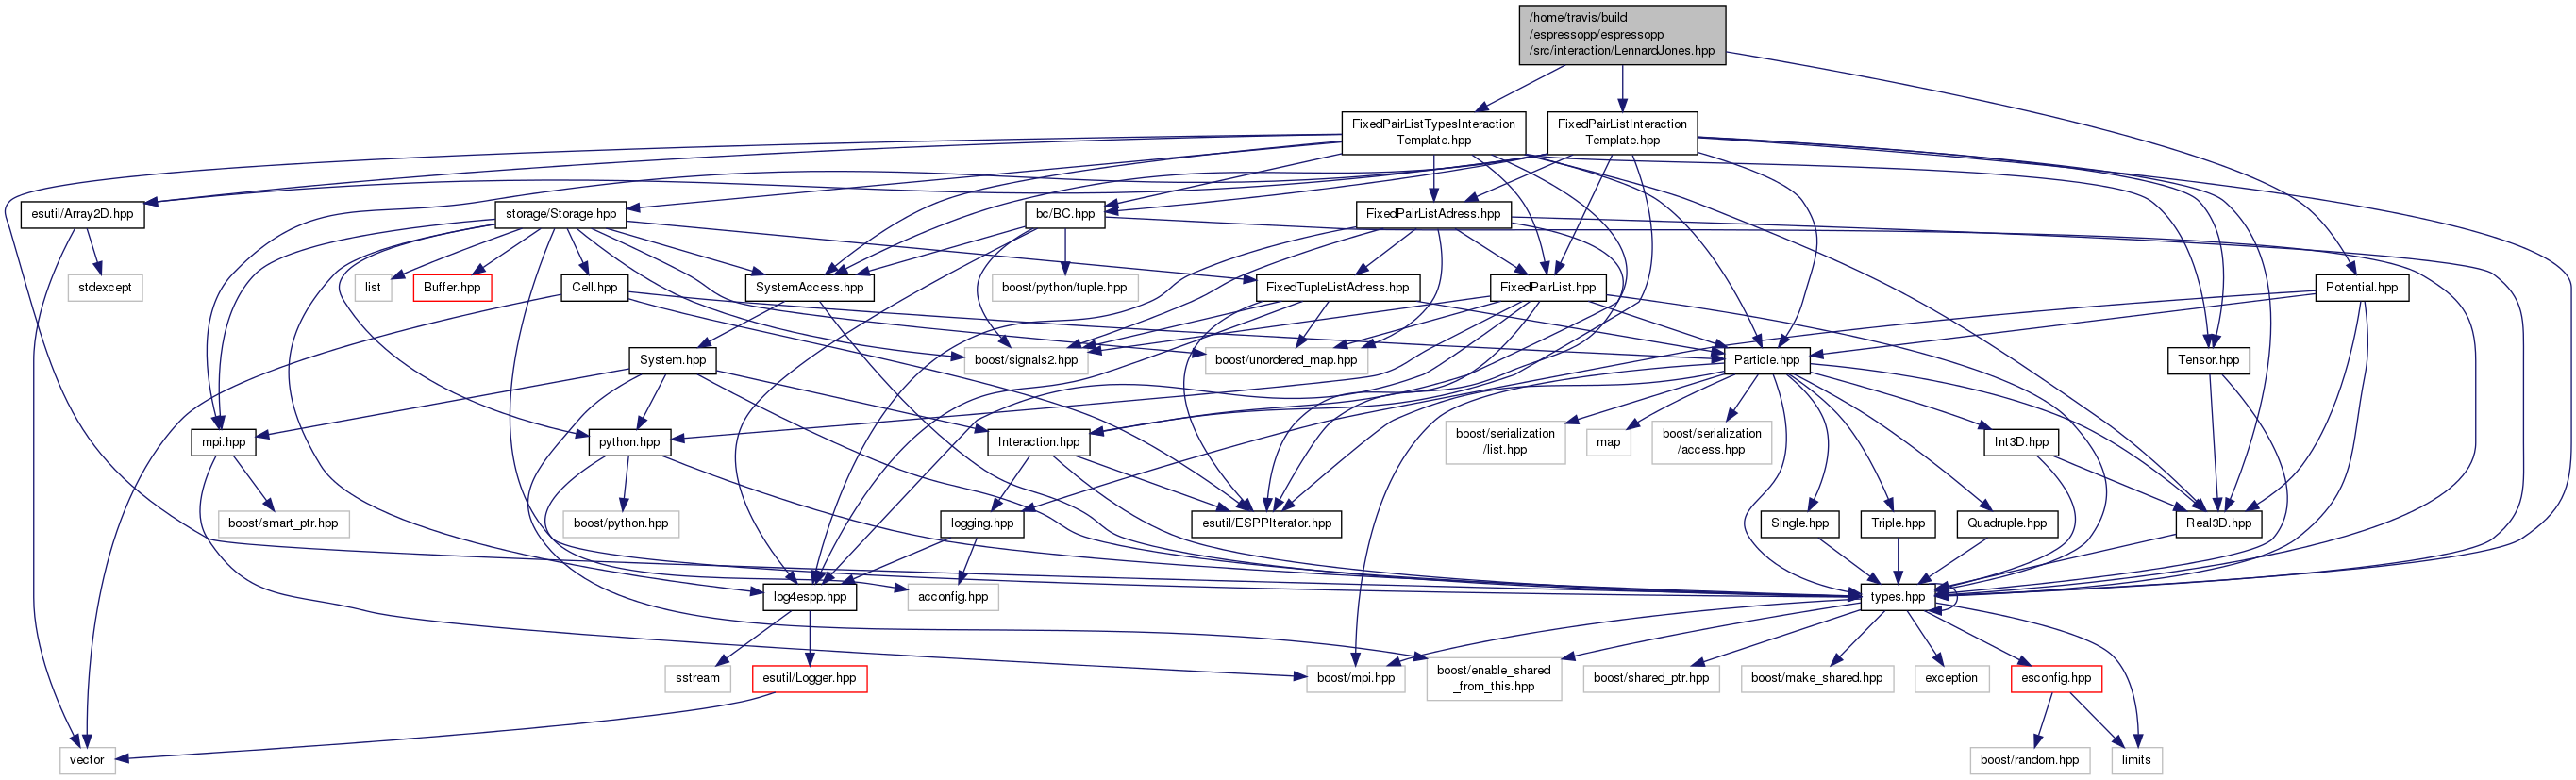 /home/travis/build
/espressopp/espressopp
/src/interaction/LennardJones.hpp
FixedPairListTypesInteraction
Template.hpp
FixedPairListInteraction
Template.hpp
esutil/Array2D.hpp
storage/Storage.hpp
bc/BC.hpp
FixedPairListAdress.hpp
stdexcept
list
Buffer.hpp
Cell.hpp
SystemAccess.hpp
boost/python/tuple.hpp
FixedTupleListAdress.hpp
FixedPairList.hpp
Potential.hpp
System.hpp
boost/signals2.hpp
boost/unordered_map.hpp
Particle.hpp
Tensor.hpp
mpi.hpp
python.hpp
Interaction.hpp
boost/serialization
/list.hpp
map
boost/serialization
/access.hpp
Int3D.hpp
boost/smart_ptr.hpp
boost/python.hpp
logging.hpp
esutil/ESPPIterator.hpp
Single.hpp
Triple.hpp
Quadruple.hpp
Real3D.hpp
log4espp.hpp
acconfig.hpp
types.hpp
sstream
esutil/Logger.hpp
boost/mpi.hpp
boost/enable_shared
_from_this.hpp
boost/shared_ptr.hpp
boost/make_shared.hpp
exception
esconfig.hpp
vector
boost/random.hpp
limits